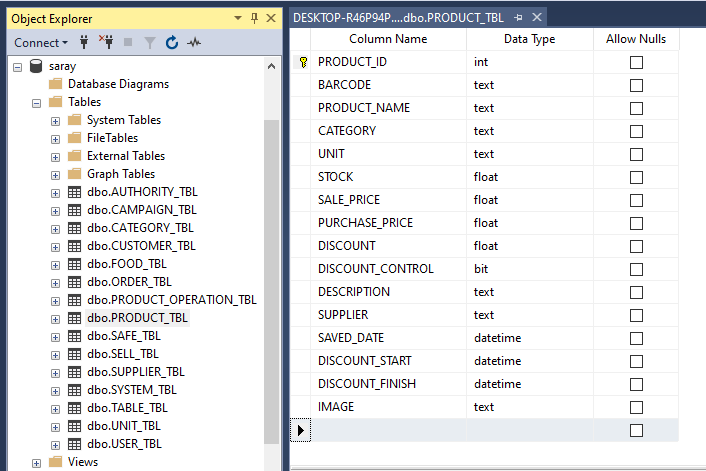 Object Explorer
Connect
saray
Database Diagrams
Tables
System Tables
FileTables
External Tables
Graph Tables
dbo.AUTHORITY_TBL
dbo.CAMPAIGN_TBL
dbo.CATEGORY_TBL
dbo.CUSTOMER_TBL
dbo.FOOD_TBL
dbo.ORDER_TBL
dbo.PRODUCT_OPERATION_TBL
dbo.PRODUCT_TBL
dbo.SAFE_TBL
dbo.SELL_TBL
dbo.SUPPLIER_TBL
dbo.SYSTEM_TBL
dbo.TABLE_TBL
dbo.UNIT_TBL
dbo.USER_TBL
Views
DESKTOP-R46P94P....dbo.PRODUCT_TBL
Column Name Data Type Allow Nulls
PRODUCT_ID int
BARCODE text
PRODUCT_NAME text
CATEGORY text
UNIT text
STOCK float
SALE_PRICE float
PURCHASE_PRICE float
DISCOUNT float
DISCOUNT_CONTROL bit
DESCRIPTION text
SUPPLIER text
SAVED_DATE datetime
DISCOUNT_START datetime
DISCOUNT_FINISH datetime
IMAGE text